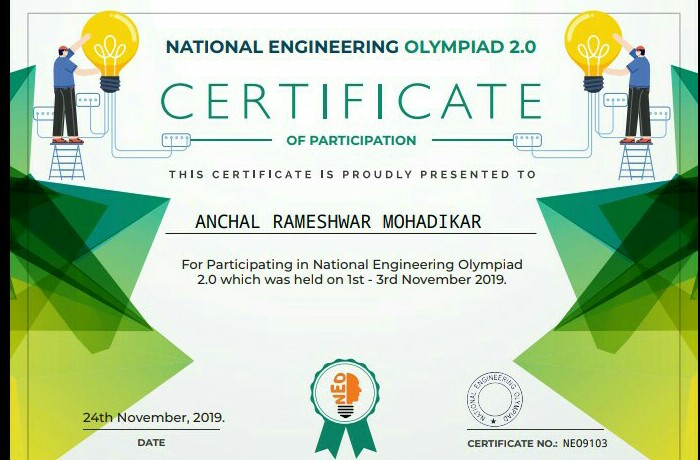 NATIONAL ENGINEERING OLYMPIAD 2.0
CERTIFICATE
OF PARTICIPATION
THIS CERTIFICATE IS PROUDLY PRESENTED TO
ANCHAL RAMESHWAR MOHADIKAR
For Participating in National Engineering Olympiad
2.0 which was held on 1st - 3rd November 2019.
NEO
NATIONAL ENGINEERING OLYMPIAD
24th November, 2019.
DATE
CERTIFICATE NO.: NEO9103